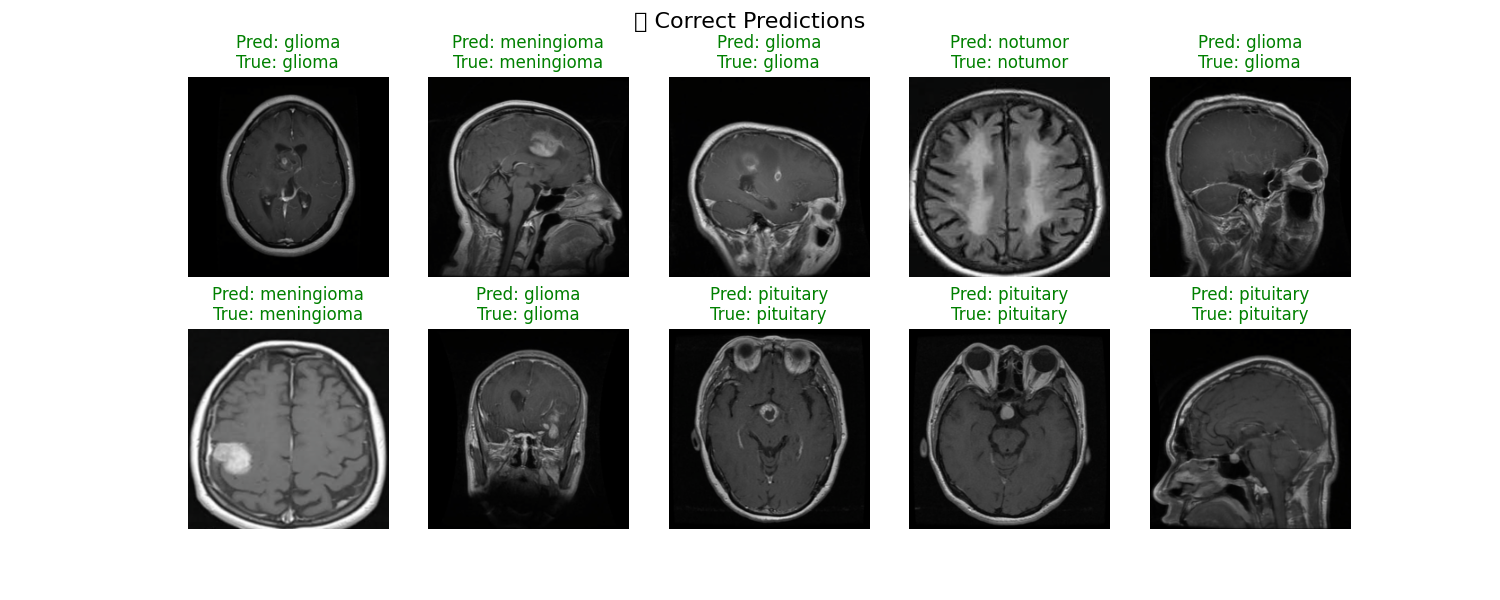 Correct Predictions
Pred: glioma
True: glioma
Pred: meningioma
True: meningioma
Pred: glioma
True: glioma
Pred: notumor
True: notumor
Pred: glioma
True: glioma
Pred: meningioma
True: meningioma
Pred: glioma
True: glioma
Pred: pituitary
True: pituitary
Pred: pituitary
True: pituitary
Pred: pituitary
True: pituitary